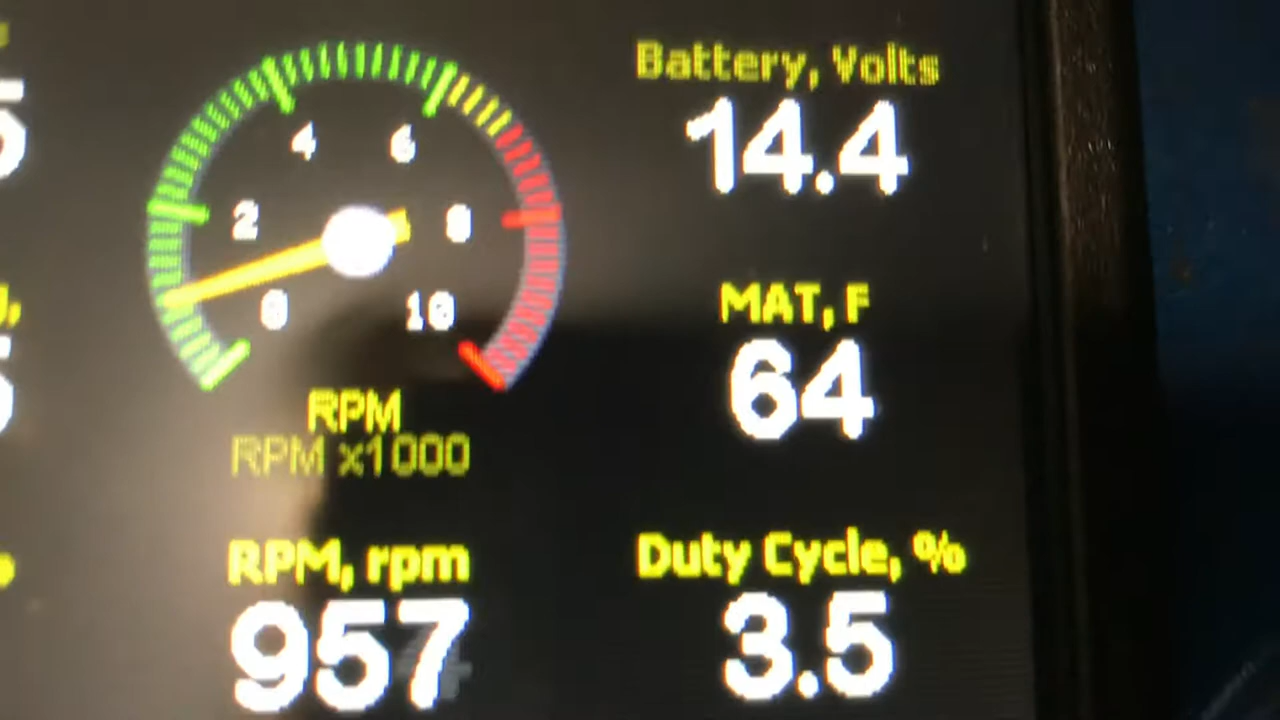 Battery, Volts
14.4
4 6
2 8
0 10
MAT, F
64
RPM
RPM x1000
RPM, rpm
957
Duty Cycle, %
3.5